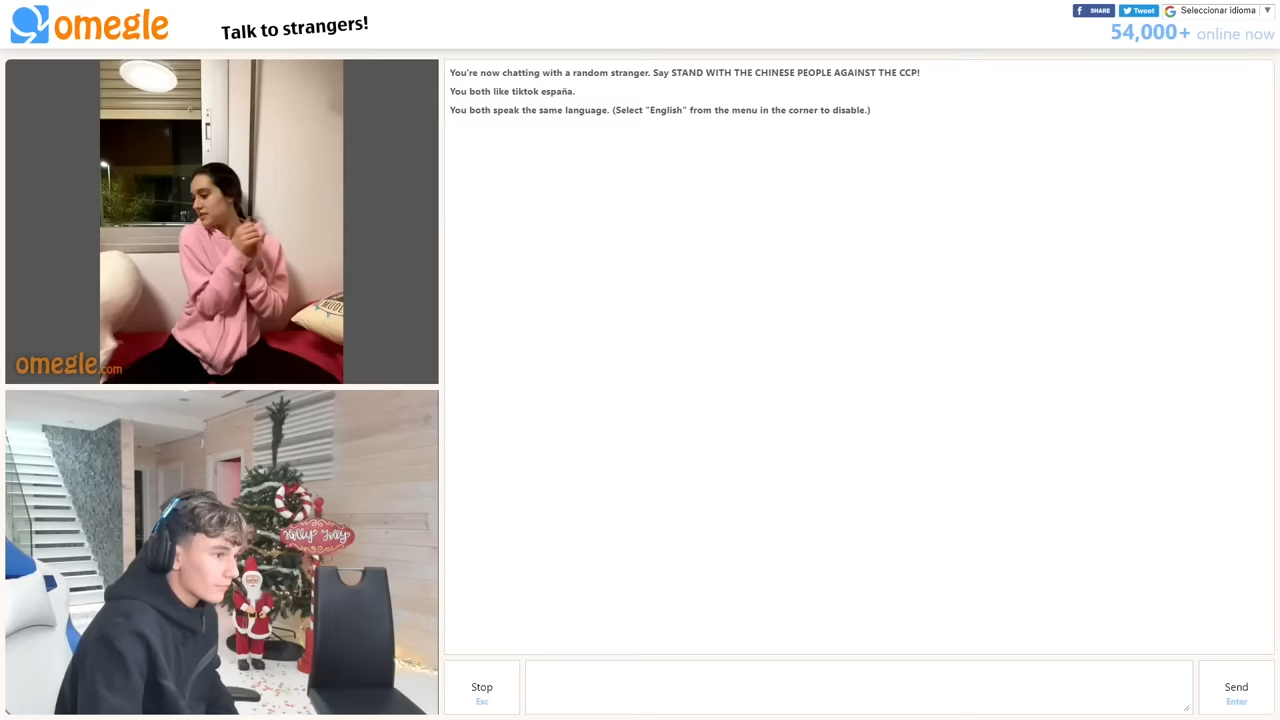 omegle
Talk to strangers!
SHARE
Tweet
Seleccionar idioma ▼
54,000+ online now
You're now chatting with a random stranger. Say STAND WITH THE CHINESE PEOPLE AGAINST THE CCP!
You both like tiktok españa.
You both speak the same language. (Select "English" from the menu in the corner to disable.)
omegle.com
Holly Jolly
Stop
Esc
Send
Enter